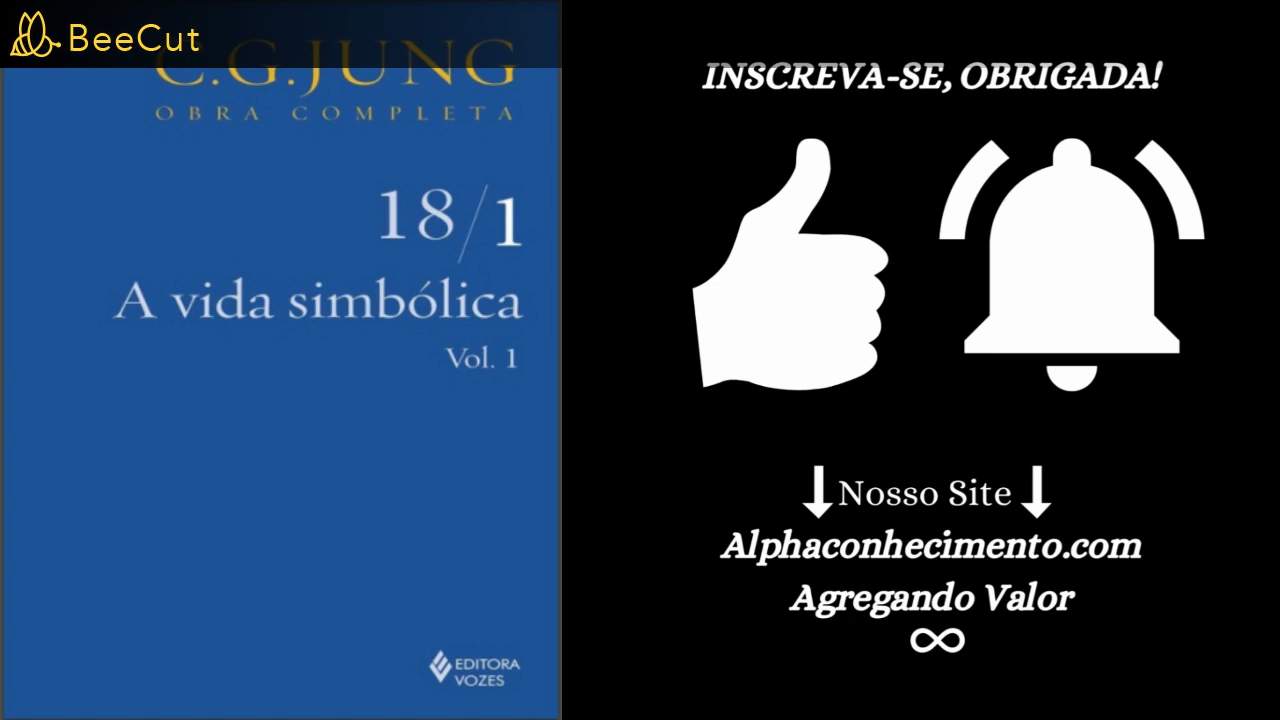 BeeCut
C.G.JUNG
OBRA COMPLETA
18/1
A vida simbólica
Vol. 1
EDITORA
VOZES
INSCREVA-SE, OBRIGADA!
Nosso Site
Alphaconhecimento.com
Agregando Valor